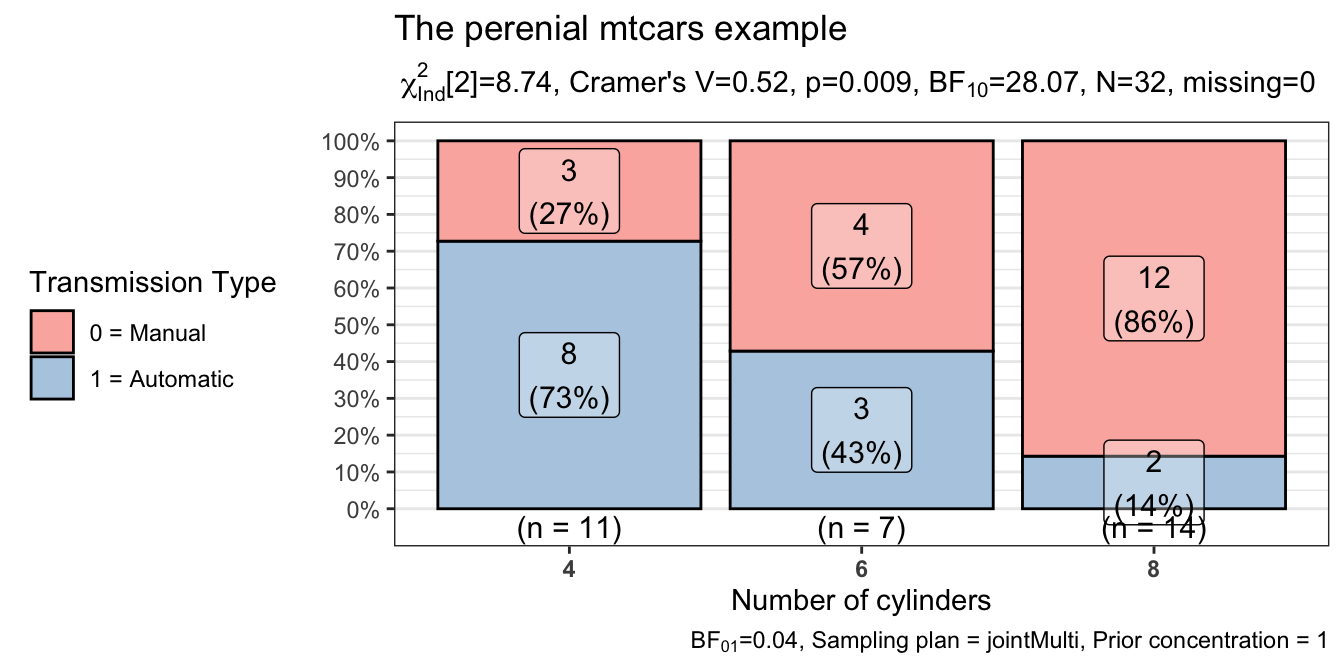 The perenial mtcars example
χ²Ind[2]=8.74, Cramer's V=0.52, p=0.009, BF₁₀=28.07, N=32, missing=0
Transmission Type
0 = Manual
1 = Automatic
100%
90%
80%
70%
60%
50%
40%
30%
20%
10%
0%
3
(27%)
8
(73%)
(n = 11)
4
(57%)
3
(43%)
(n = 7)
12
(86%)
2
(14%)
(n = 14)
4
6
8
Number of cylinders
BF₀₁=0.04, Sampling plan = jointMulti, Prior concentration = 1